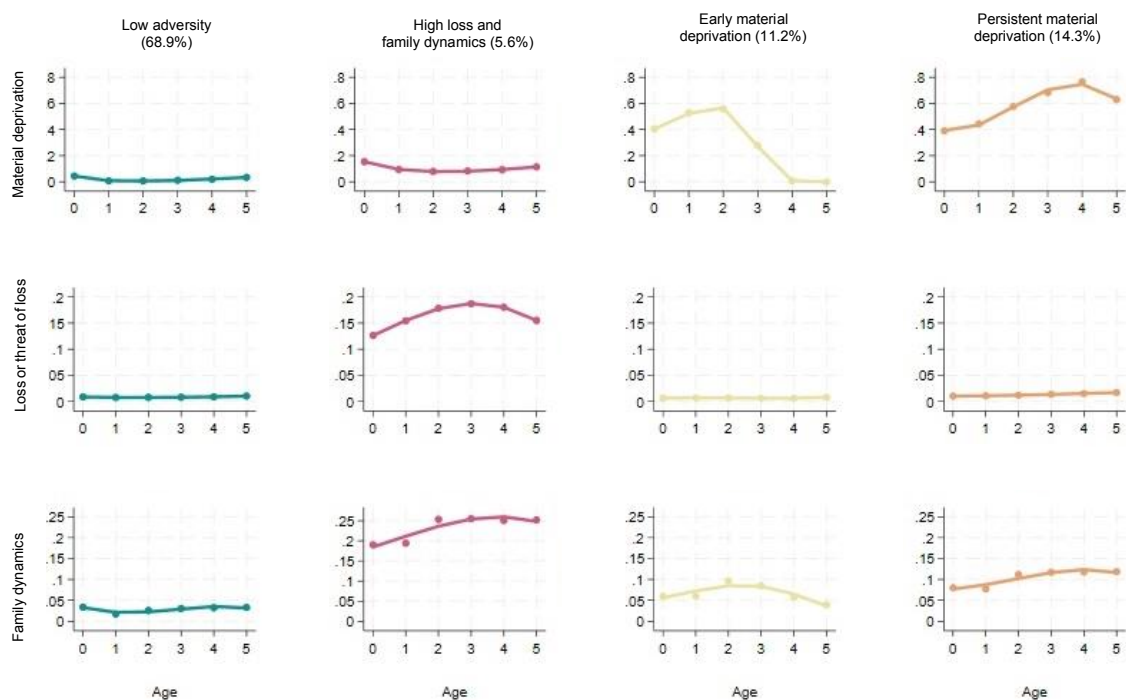 Low adversity
(68.9%)
High loss and
family dynamics (5.6%)
Early material
deprivation (11.2%)
Persistent material
deprivation (14.3%)
Material deprivation
8 .8 .8 .8
6 .6 .6 .6
4 .4 .4 .4
2 .2 .2 .2
0 0 0 0
0 1 2 3 4 5 0 1 2 3 4 5 0 1 2 3 4 5 0 1 2 3 4 5
Loss or threat of loss
.2 .2 .2 .2
.15 .15 .15 .15
.1 .1 .1 .1
.05 .05 .05 .05
0 0 0 0
0 1 2 3 4 5 0 1 2 3 4 5 0 1 2 3 4 5 0 1 2 3 4 5
Family dynamics
.25 .25 .25 .25
.2 .2 .2 .2
.15 .15 .15 .15
.1 .1 .1 .1
.05 .05 .05 .05
0 0 0 0
0 1 2 3 4 5 0 1 2 3 4 5 0 1 2 3 4 5 0 1 2 3 4 5
Age Age Age Age